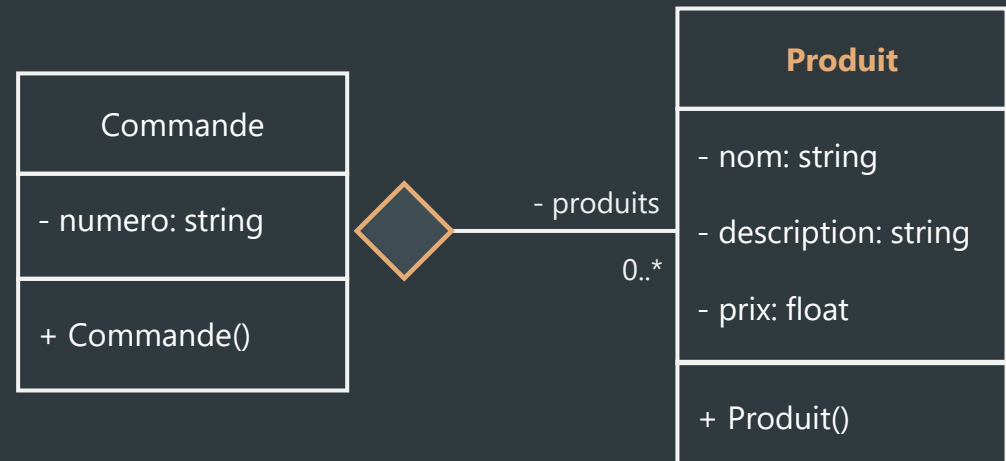 Commande
- numero: string
+ Commande()
- produits
0..*
Produit
- nom: string
- description: string
- prix: float
+ Produit()